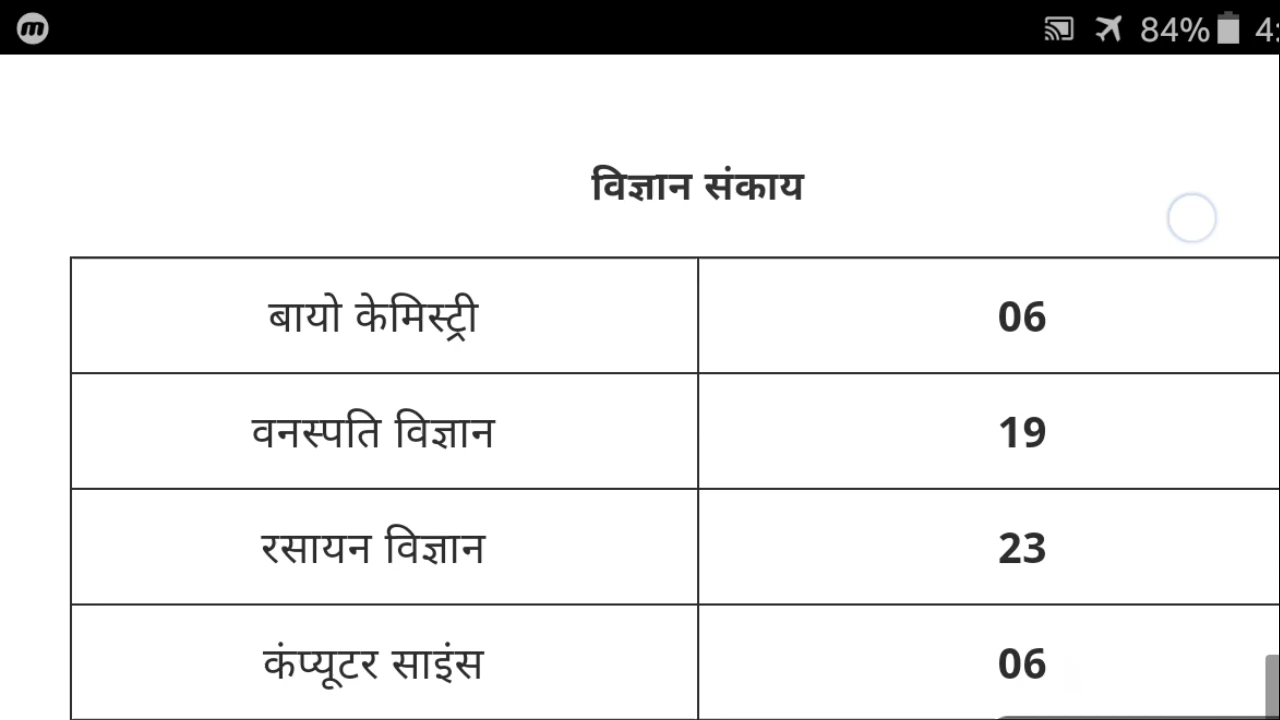 84%
विज्ञान संकाय
बायो केमिस्ट्री 06
वनस्पति विज्ञान 19
रसायन विज्ञान 23
कंप्यूटर साइंस 06